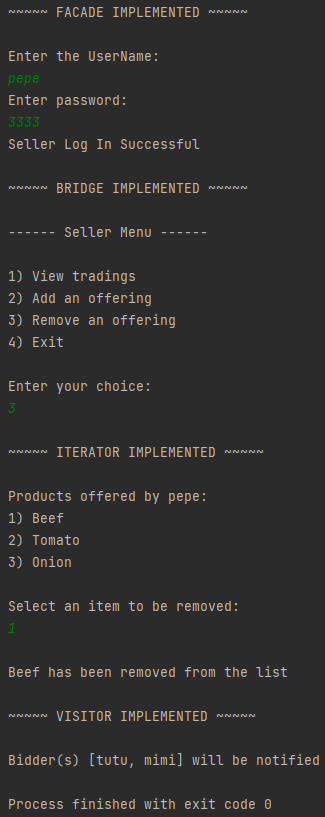 ~~~~~ FACADE IMPLEMENTED ~~~~~
Enter the UserName:
pepe
Enter password:
3333
Seller Log In Successful
~~~~~ BRIDGE IMPLEMENTED ~~~~~
------ Seller Menu ------
1) View tradings
2) Add an offering
3) Remove an offering
4) Exit
Enter your choice:
3
~~~~~ ITERATOR IMPLEMENTED ~~~~~
Products offered by pepe:
1) Beef
2) Tomato
3) Onion
Select an item to be removed:
1
Beef has been removed from the list
~~~~~ VISITOR IMPLEMENTED ~~~~~
Bidder(s) [tutu, mimi] will be notified
Process finished with exit code 0